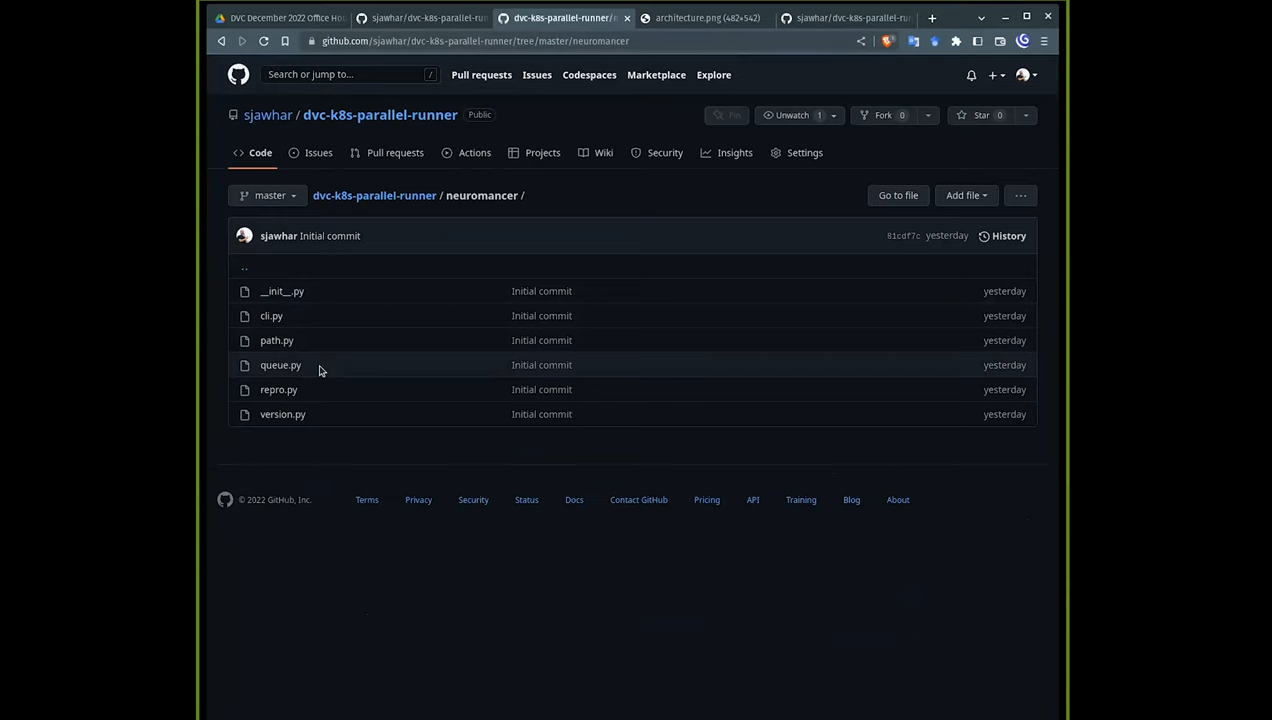 DVC December 2022 Office Hou
sjawhar/dvc-k8s-parallel-run
dvc-k8s-parallel-runner/n
architecture.png (482×542)
sjawhar/dvc-k8s-parallel-run
github.com/sjawhar/dvc-k8s-parallel-runner/tree/master/neuromancer
Search or jump to... /
Pull requests
Issues
Codespaces
Marketplace
Explore
sjawhar / dvc-k8s-parallel-runner Public
Pin
Unwatch 1
Fork 0
Star 0
Code
Issues
Pull requests
Actions
Projects
Wiki
Security
Insights
Settings
master
dvc-k8s-parallel-runner / neuromancer /
Go to file
Add file
...
sjawhar Initial commit 81cdf7c yesterday History
..
__init__.py Initial commit yesterday
cli.py Initial commit yesterday
path.py Initial commit yesterday
queue.py Initial commit yesterday
repro.py Initial commit yesterday
version.py Initial commit yesterday
© 2022 GitHub, Inc. Terms Privacy Security Status Docs Contact GitHub Pricing API Training Blog About